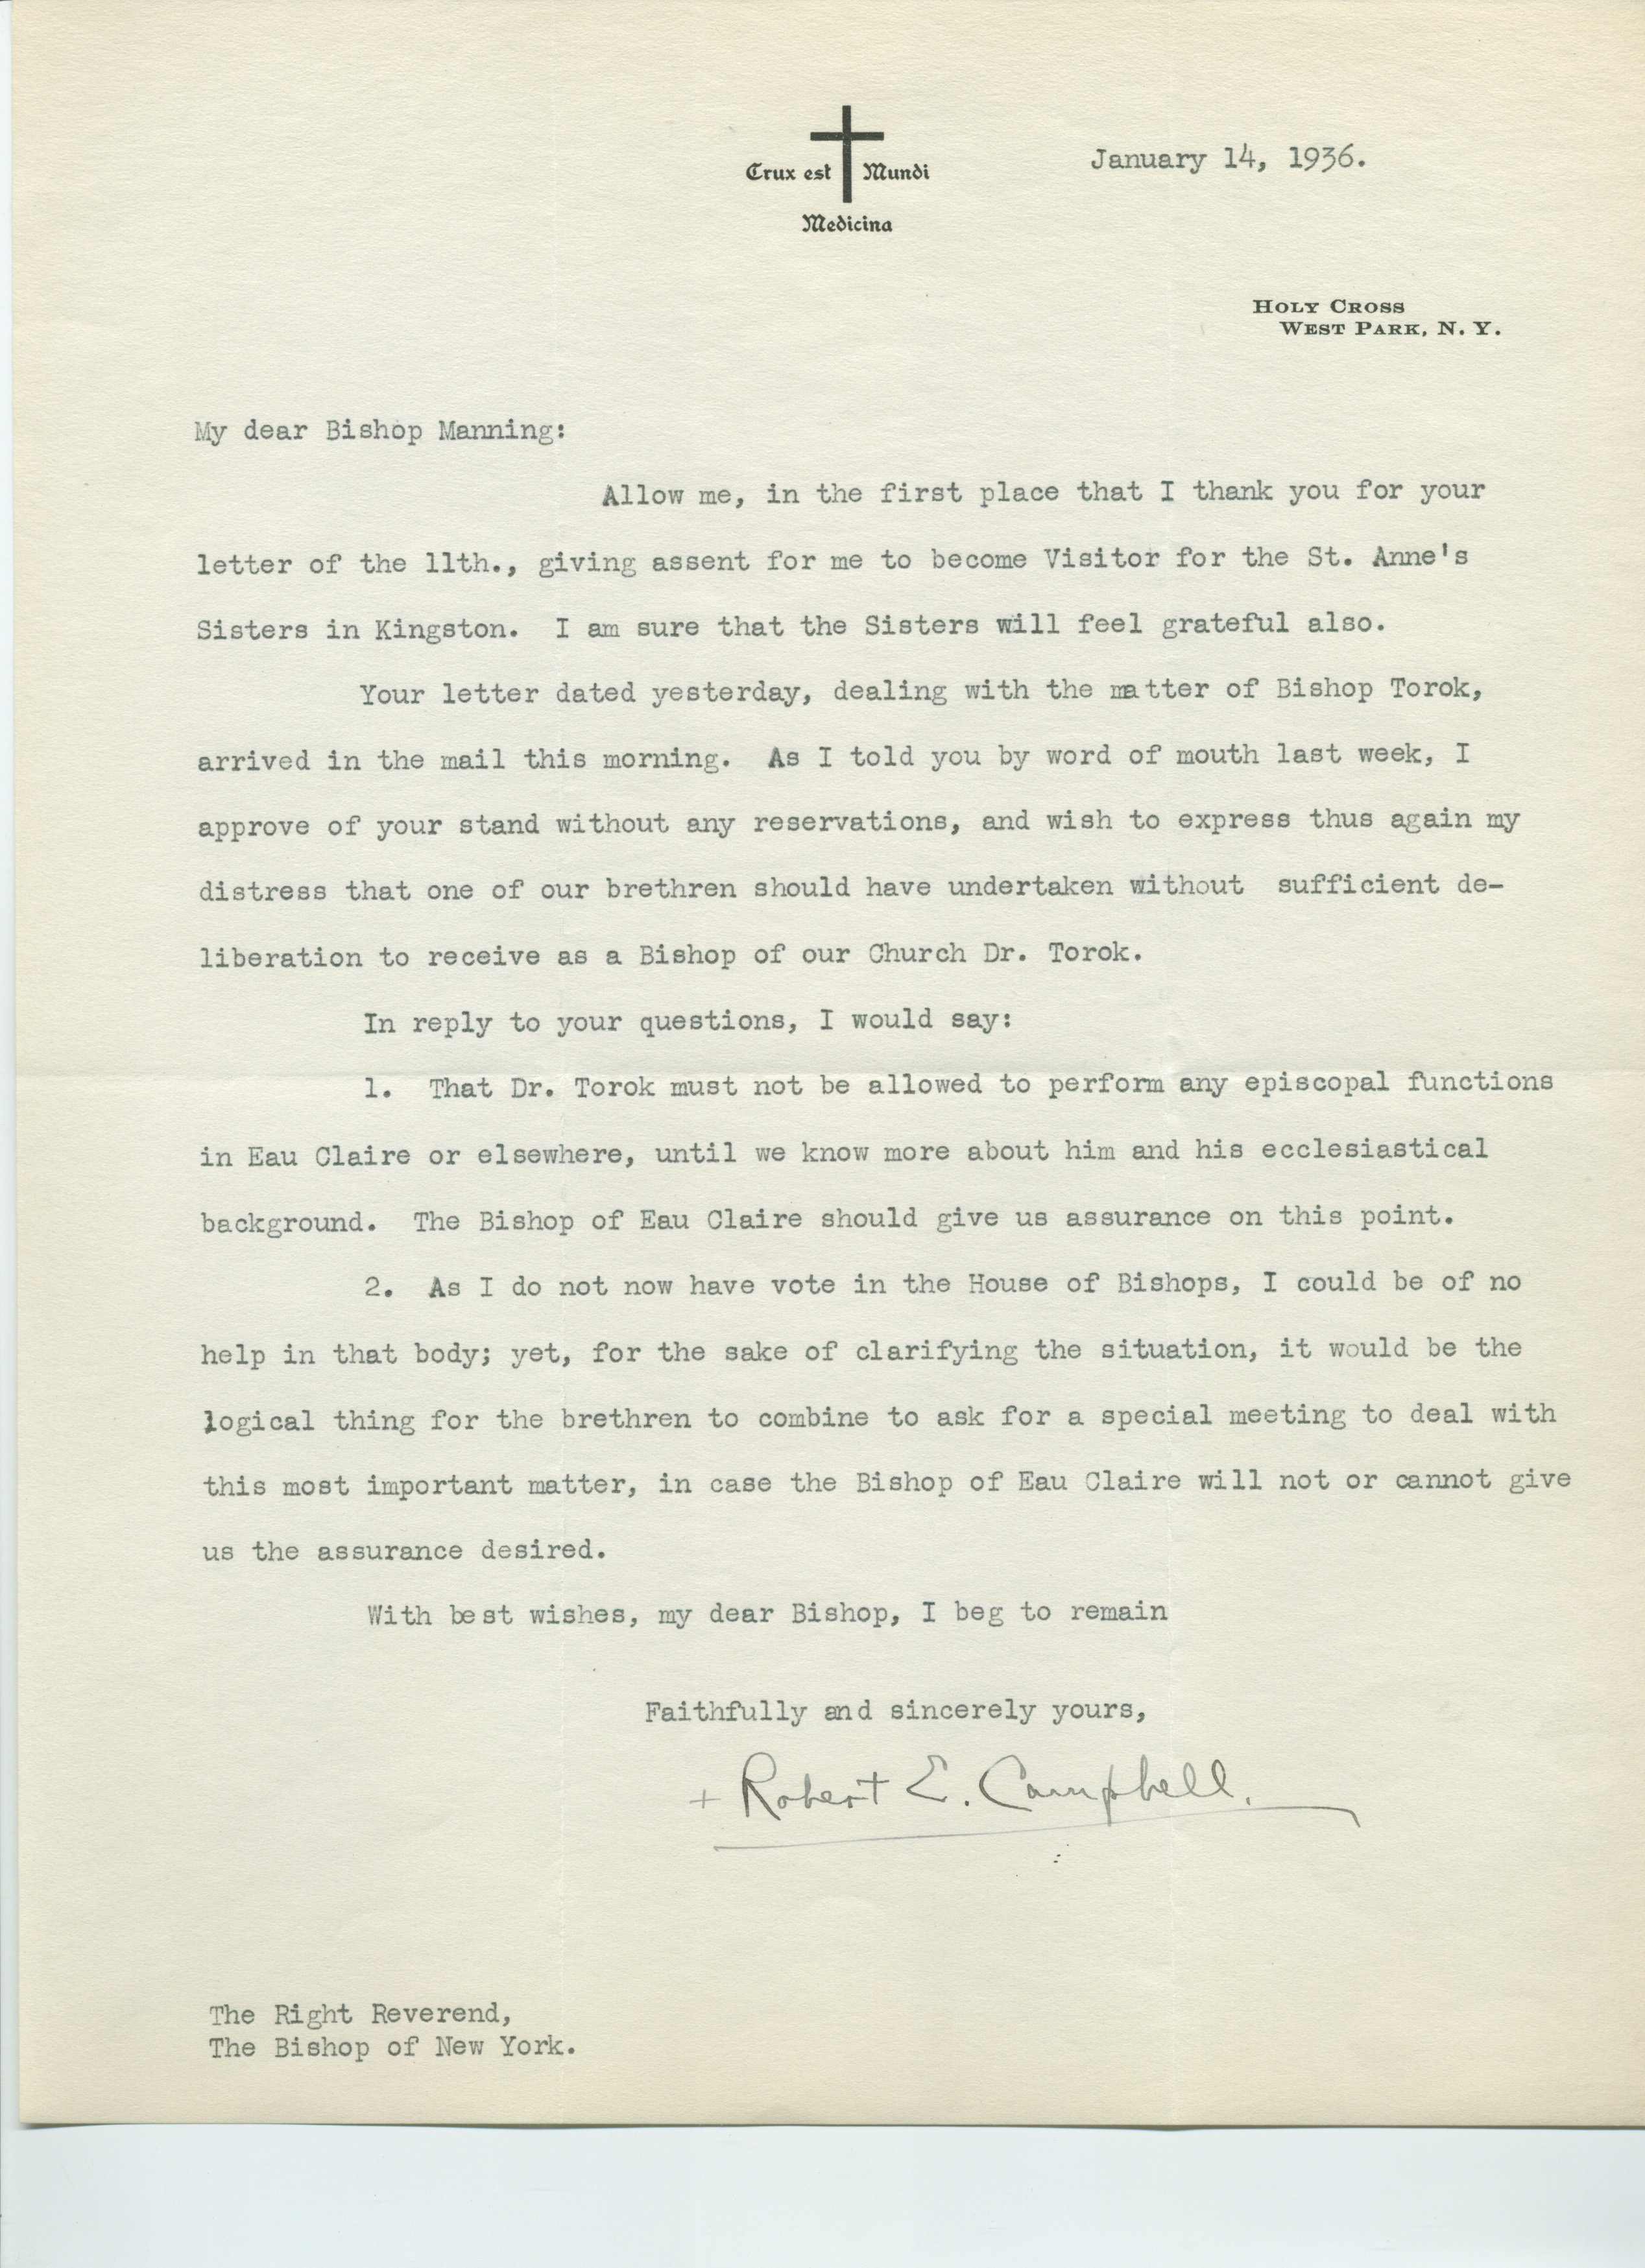 Crux est Mundi
Medicina
January 14, 1936.
Holy Cross
West Park, N. Y.
My dear Bishop Manning:
Allow me, in the first place that I thank you for your
letter of the 11th., giving assent for me to become Visitor for the St. Anne's
Sisters in Kingston. I am sure that the Sisters will feel grateful also.
Your letter dated yesterday, dealing with the matter of Bishop Torok,
arrived in the mail this morning. As I told you by word of mouth last week, I
approve of your stand without any reservations, and wish to express thus again my
distress that one of our brethren should have undertaken without sufficient de-
liberation to receive as a Bishop of our Church Dr. Torok.
In reply to your questions, I would say:
1. That Dr. Torok must not be allowed to perform any episcopal functions
in Eau Claire or elsewhere, until we know more about him and his ecclesiastical
background. The Bishop of Eau Claire should give us assurance on this point.
2. As I do not now have vote in the House of Bishops, I could be of no
help in that body; yet, for the sake of clarifying the situation, it would be the
logical thing for the brethren to combine to ask for a special meeting to deal with
this most important matter, in case the Bishop of Eau Claire will not or cannot give
us the assurance desired.
With best wishes, my dear Bishop, I beg to remain
Faithfully and sincerely yours,
+ Robert E. Campbell.
The Right Reverend,
The Bishop of New York.